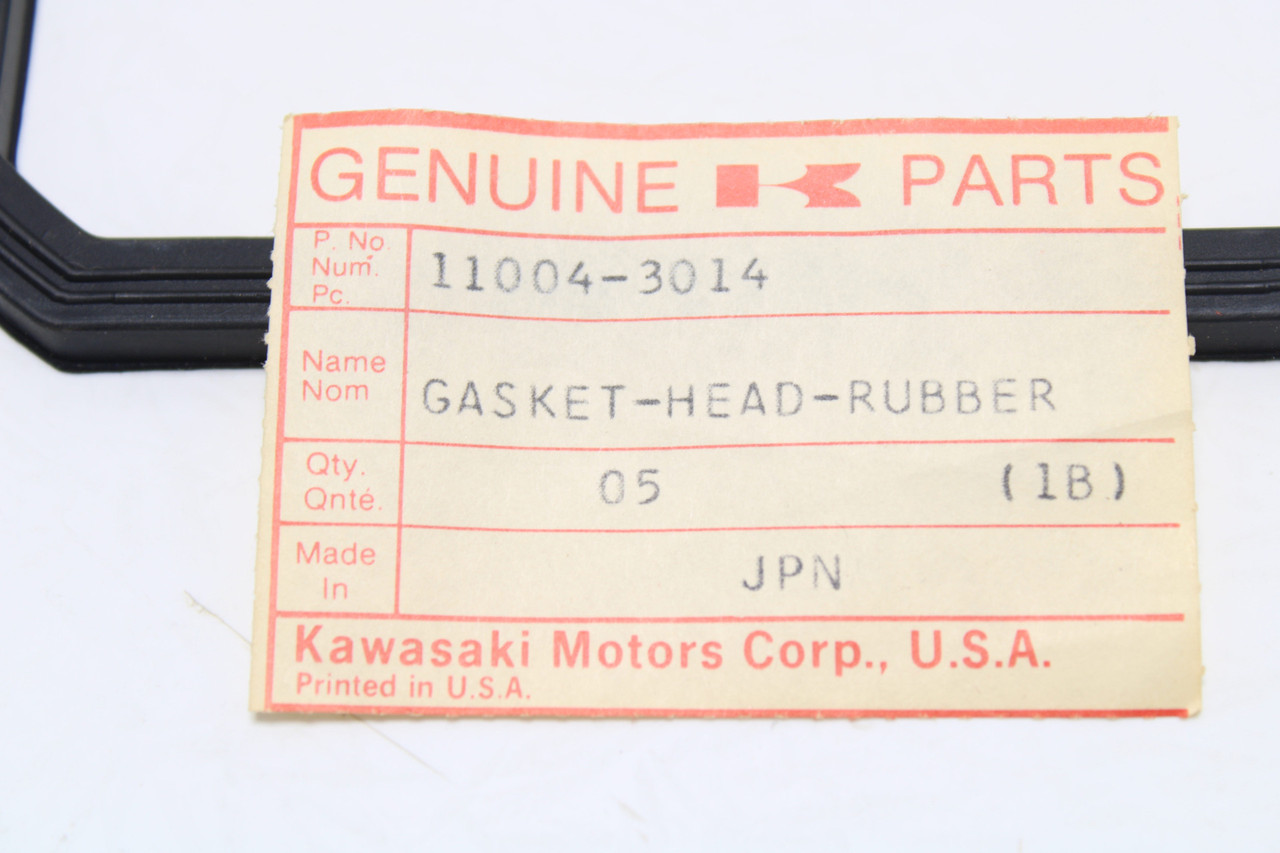 GENUINE K PARTS
P. No. 11004-3014
Num.
Pc.
Name
Nom GASKET-HEAD-RUBBER
Qty. 05 (1B)
Qnté.
Made JPN
In
Kawasaki Motors Corp., U.S.A.
Printed in U.S.A.